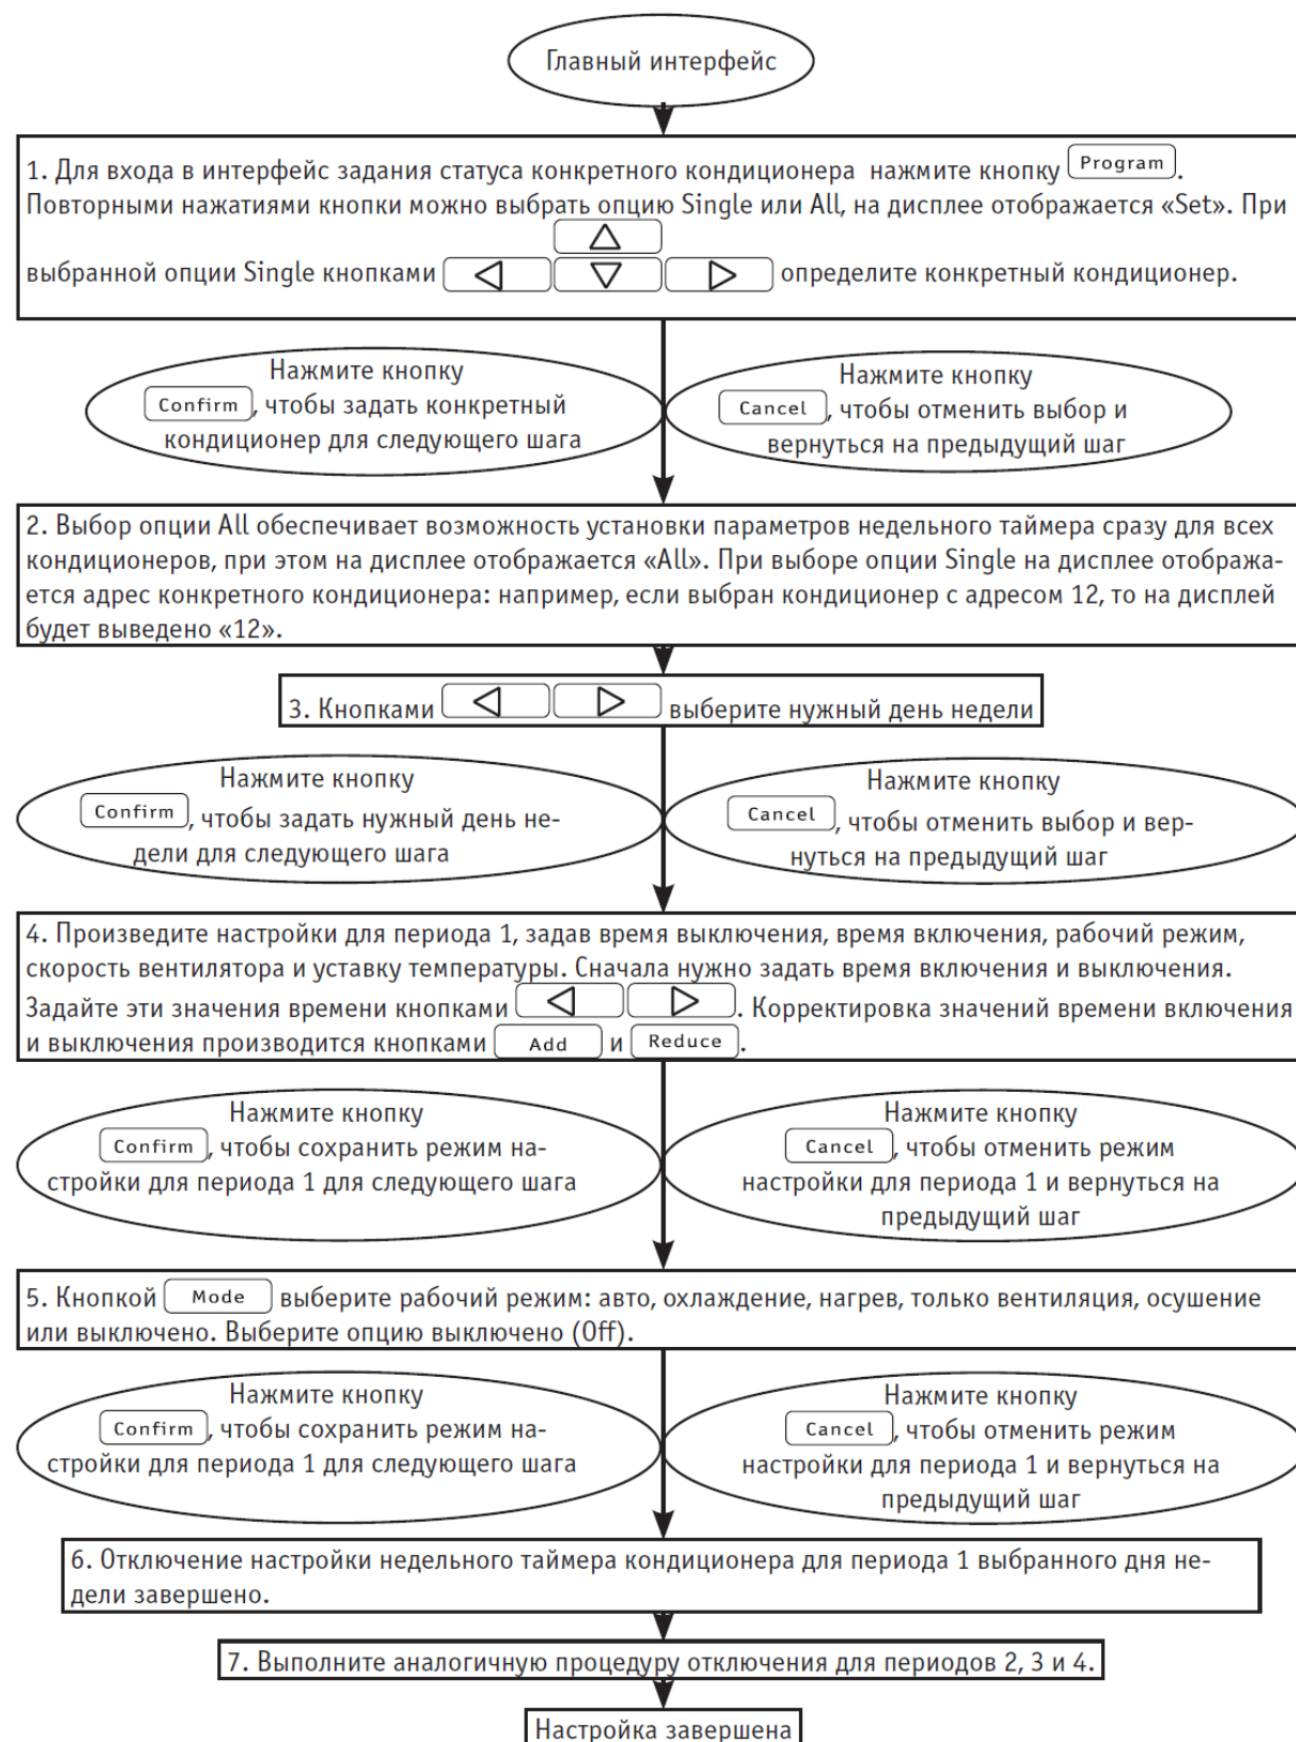 Главный интерфейс
1. Для входа в интерфейс задания статуса конкретного кондиционера нажмите кнопку Program.
Повторными нажатиями кнопки можно выбрать опцию Single или All, на дисплее отображается «Set». При
выбранной опции Single кнопками определите конкретный кондиционер.
Нажмите кнопку
Confirm, чтобы задать конкретный
кондиционер для следующего шага
Нажмите кнопку
Cancel, чтобы отменить выбор и
вернуться на предыдущий шаг
2. Выбор опции All обеспечивает возможность установки параметров недельного таймера сразу для всех
кондиционеров, при этом на дисплее отображается «All». При выборе опции Single на дисплее отобража-
ется адрес конкретного кондиционера: например, если выбран кондиционер с адресом 12, то на дисплей
будет выведено «12».
3. Кнопками выберите нужный день недели
Нажмите кнопку
Confirm, чтобы задать нужный день не-
дели для следующего шага
Нажмите кнопку
Cancel, чтобы отменить выбор и вер-
нуться на предыдущий шаг
4. Произведите настройки для периода 1, задав время выключения, время включения, рабочий режим,
скорость вентилятора и уставку температуры. Сначала нужно задать время включения и выключения.
Задайте эти значения времени кнопками . Корректировка значений времени включения
и выключения производится кнопками Add и Reduce.
Нажмите кнопку
Confirm, чтобы сохранить режим на-
стройки для периода 1 для следующего шага
Нажмите кнопку
Cancel, чтобы отменить режим
настройки для периода 1 и вернуться на
предыдущий шаг
5. Кнопкой Mode выберите рабочий режим: авто, охлаждение, нагрев, только вентиляция, осушение
или выключено. Выберите опцию выключено (Off).
Нажмите кнопку
Confirm, чтобы сохранить режим на-
стройки для периода 1 для следующего шага
Нажмите кнопку
Cancel, чтобы отменить режим
настройки для периода 1 и вернуться на
предыдущий шаг
6. Отключение настройки недельного таймера кондиционера для периода 1 выбранного дня не-
дели завершено.
7. Выполните аналогичную процедуру отключения для периодов 2, 3 и 4.
Настройка завершена